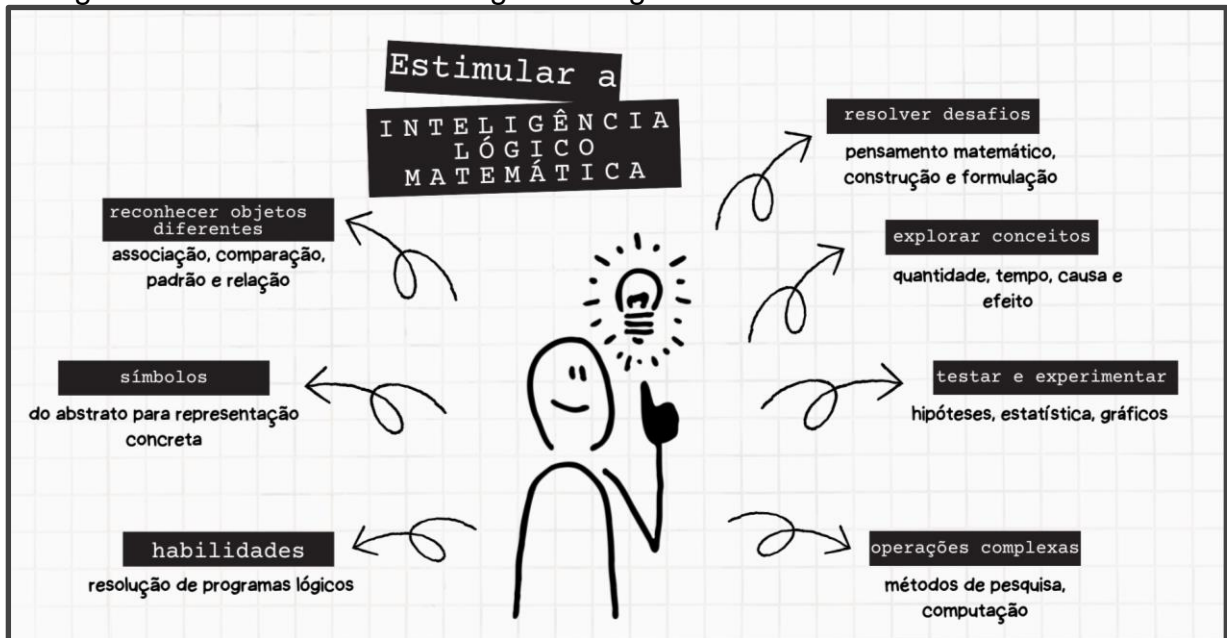 Estimular a
INTELIGÊNCIA
LÓGICO
MATEMÁTICA
reconhecer objetos
diferentes
associação, comparação,
padrão e relação
símbolos
do abstrato para representação
concreta
habilidades
resolução de programas lógicos
resolver desafios
pensamento matemático,
construção e formulação
explorar conceitos
quantidade, tempo, causa e
efeito
testar e experimentar
hipóteses, estatística, gráficos
operações complexas
métodos de pesquisa,
computação